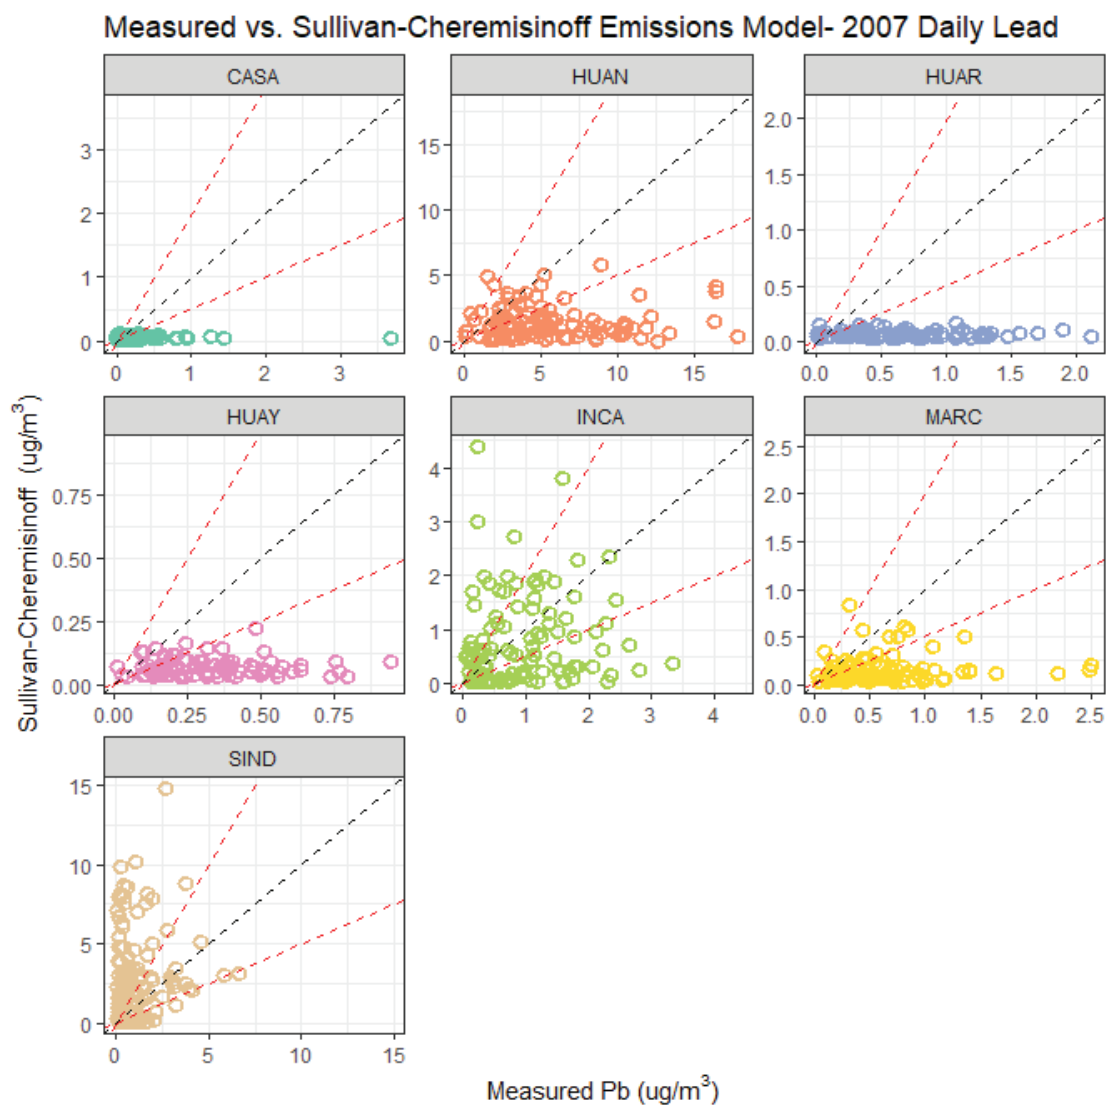 Measured vs. Sullivan-Cheremisinoff Emissions Model- 2007 Daily Lead
CASA
HUAN
HUAR
3
2
1
0
0 1 2 3
15
10
5
0
0 5 10 15
2.0
1.5
1.0
0.5
0.0
0.0 0.5 1.0 1.5 2.0
Sullivan-Cheremisinoff (ug/m³)
HUAY
INCA
MARC
0.75
0.50
0.25
0.00
0.00 0.25 0.50 0.75
4
3
2
1
0
0 1 2 3 4
2.5
2.0
1.5
1.0
0.5
0.0
0.0 0.5 1.0 1.5 2.0 2.5
SIND
15
10
5
0
0 5 10 15
Measured Pb (ug/m³)